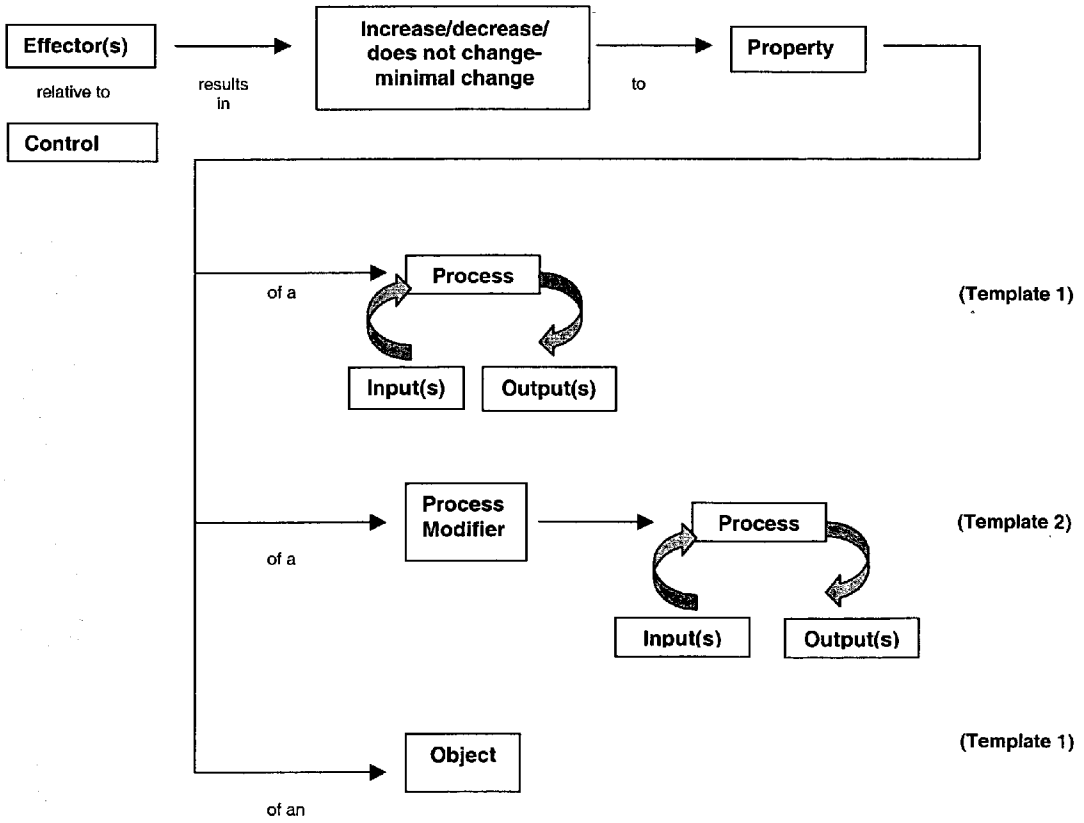 Effector(s)
relative to
Control
results
in
Increase/decrease/
does not change-
minimal change
to
Property
of a
Process
Input(s)
Output(s)
(Template 1)
of a
Process
Modifier
Process
Input(s)
Output(s)
(Template 2)
of an
Object
(Template 1)